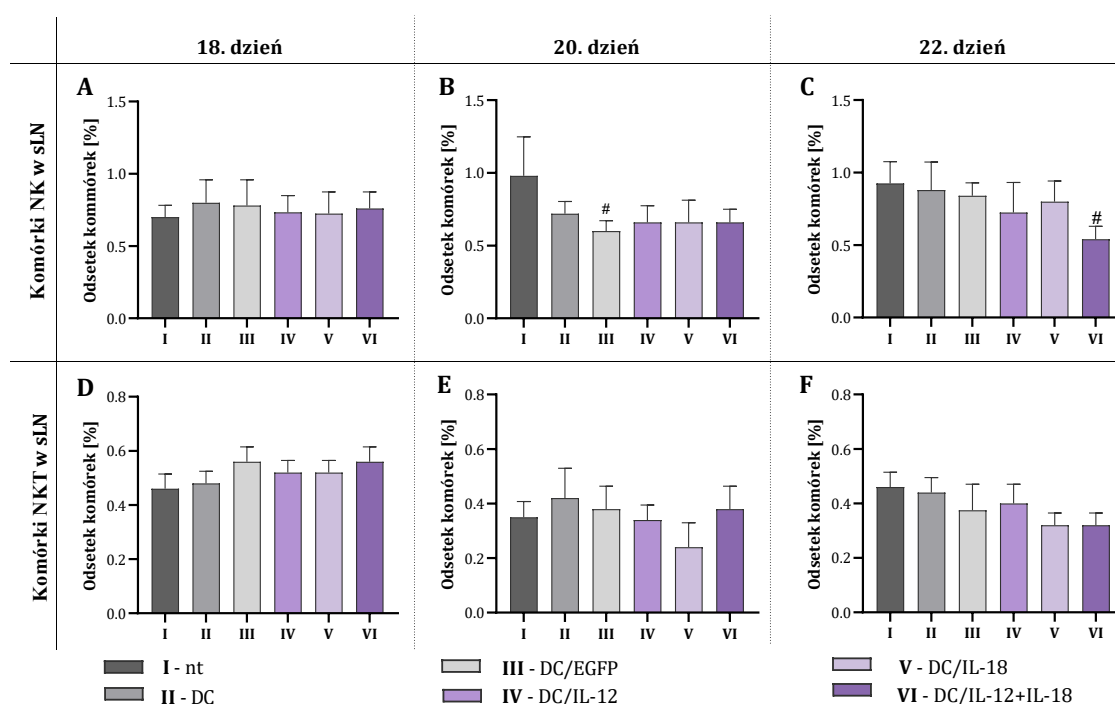 18. dzień
20. dzień
22. dzień
Komórki NK w sLN
A
Odsetek kommórek [%]
1.5
1.0
0.5
0.0
I II III IV V VI
B
Odsetek komórek [%]
1.5
1.0
0.5
0.0
#
I II III IV V VI
C
Odsetek komórek [%]
1.5
1.0
0.5
0.0
#
I II III IV V VI
Komórki NKT w sLN
D
Odsetek komórek [%]
0.8
0.6
0.4
0.2
0.0
I II III IV V VI
E
Odsetek komórek [%]
0.8
0.6
0.4
0.2
0.0
I II III IV V VI
F
Odsetek komórek [%]
0.8
0.6
0.4
0.2
0.0
I II III IV V VI
I - nt
II - DC
III - DC/EGFP
IV - DC/IL-12
V - DC/IL-18
VI - DC/IL-12+IL-18